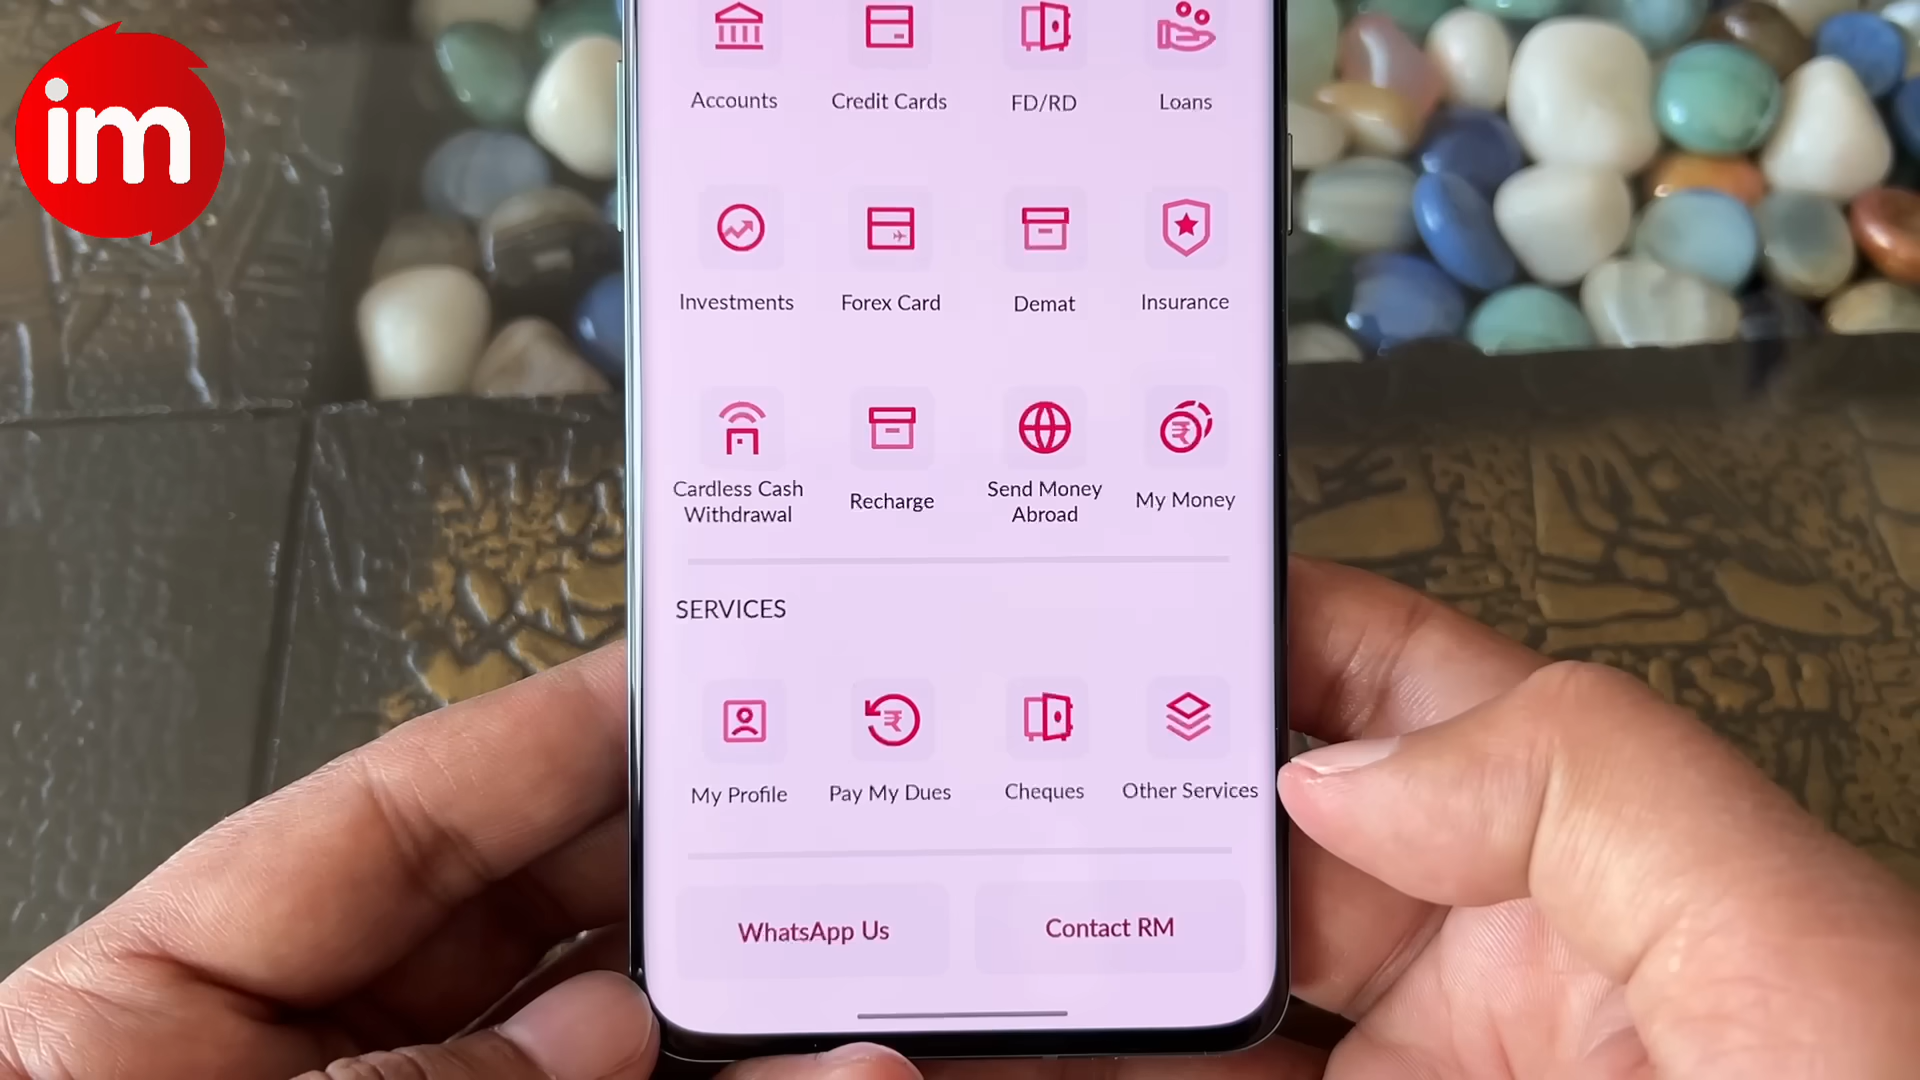 im
Accounts
Credit Cards
FD/RD
Loans
Investments
Forex Card
Demat
Insurance
Cardless Cash
Withdrawal
Recharge
Send Money
Abroad
My Money
SERVICES
My Profile
Pay My Dues
Cheques
Other Services
WhatsApp Us
Contact RM